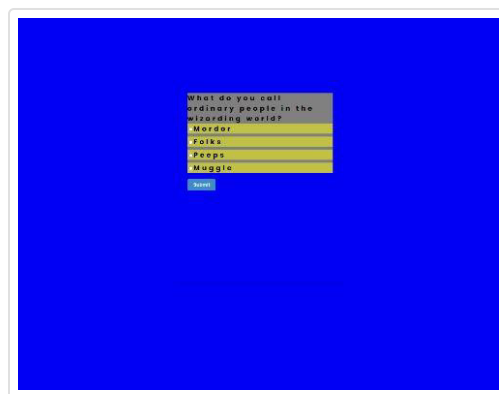 What do you call
ordinary people in the
wizarding world?
Mordor
Folks
Peeps
Muggle
Submit